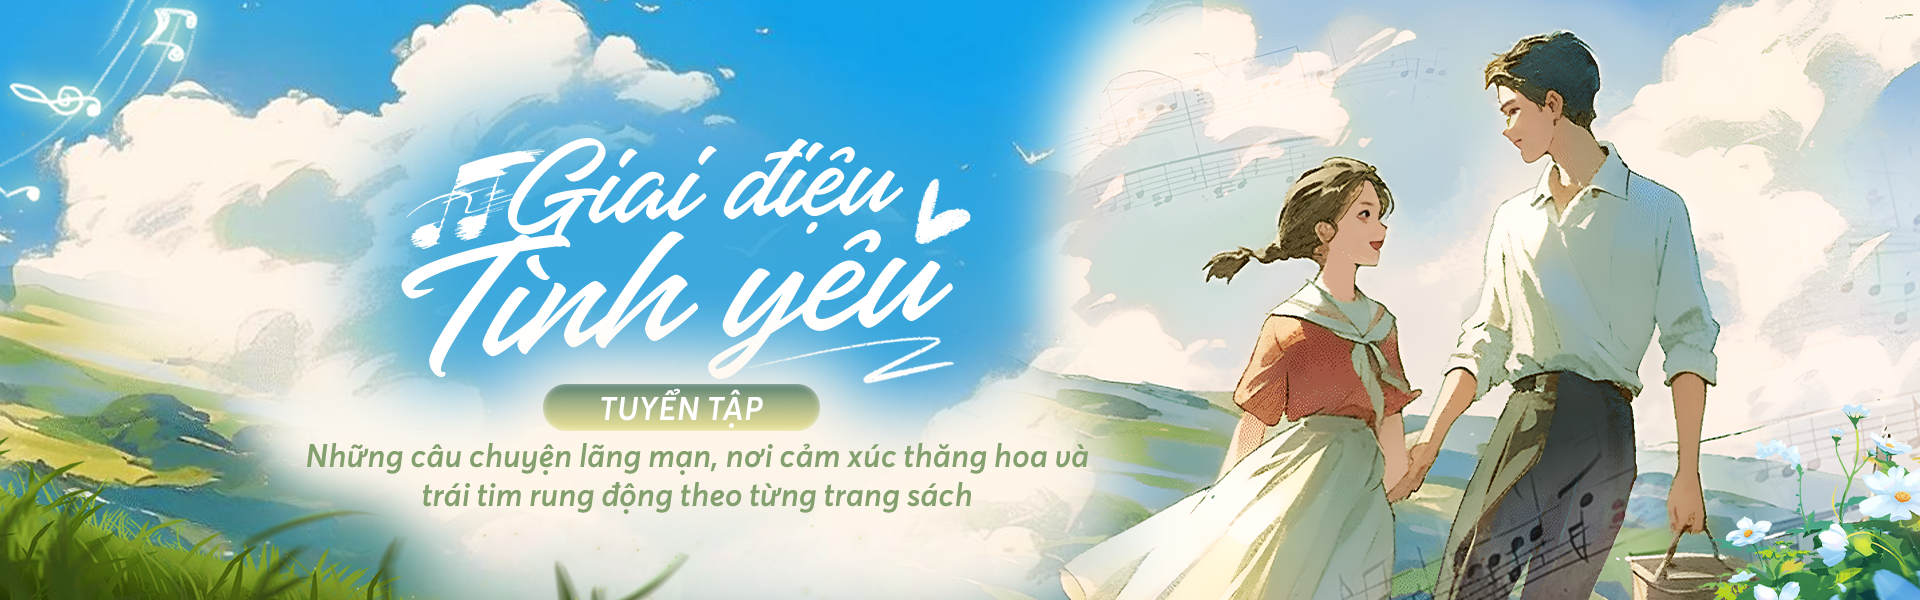 Giai điệu
Tình yêu
TUYỂN TẬP
Những câu chuyện lãng mạn, nơi cảm xúc thăng hoa và
trái tim rung động theo từng trang sách